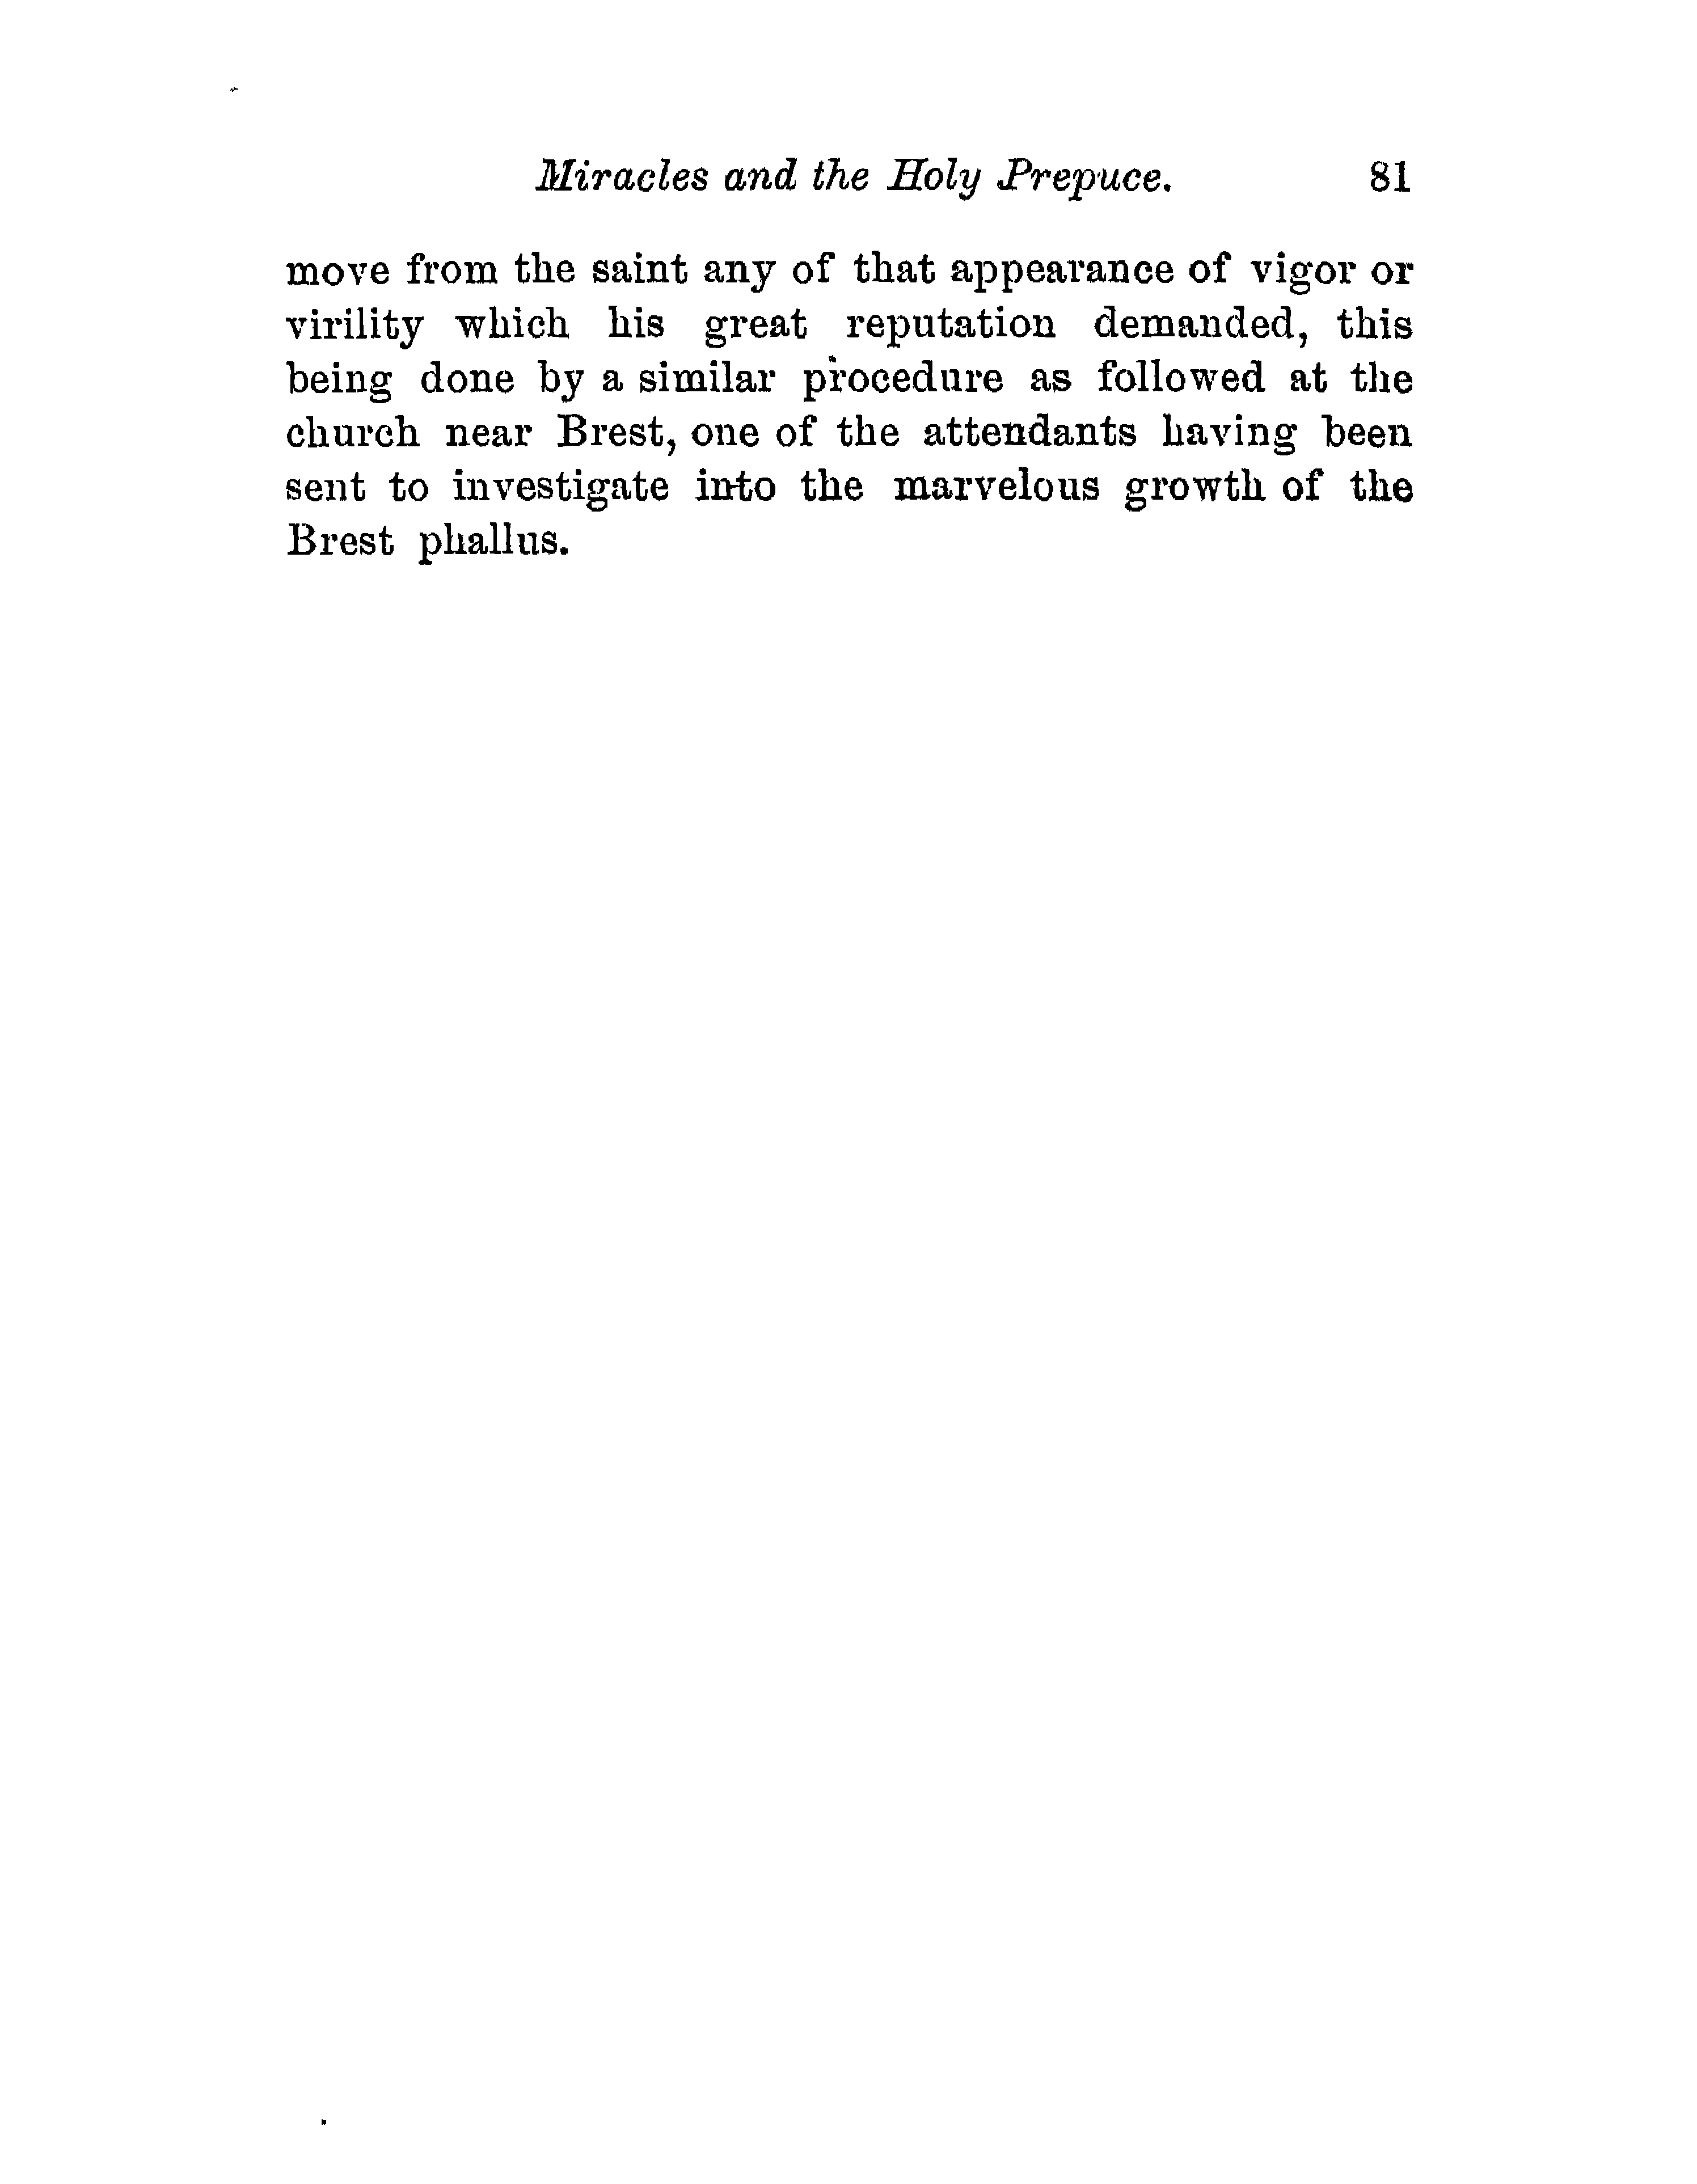 Miracles and the Holy Prepuce. 81
move from the saint any of that appearance of vigor or
virility which his great reputation demanded, this
being done by a similar procedure as followed at the
church near Brest, one of the attendants having been
sent to investigate into the marvelous growth of the
Brest phallus.